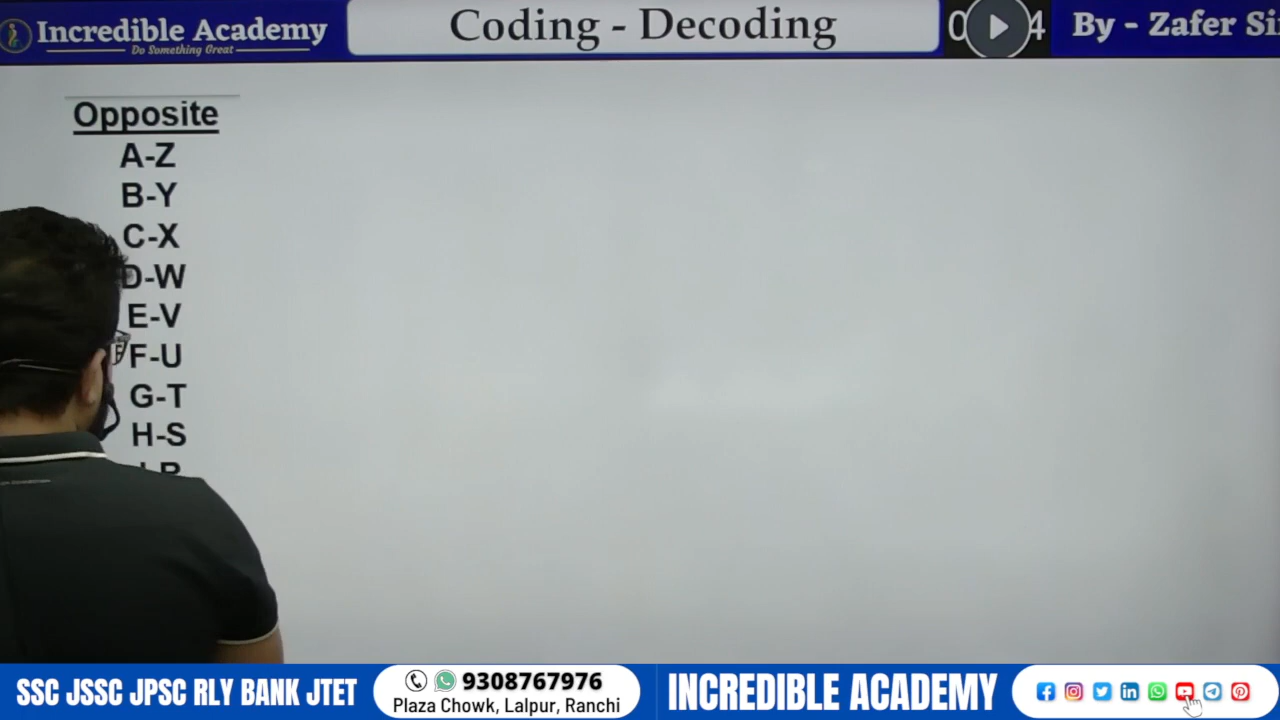 Incredible Academy
Do Something Great
Coding - Decoding
By - Zafer
Opposite
A-Z
B-Y
C-X
D-W
E-V
F-U
G-T
H-S
SSC JSSC JPSC RLY BANK JTET
9308767976
Plaza Chowk, Lalpur, Ranchi
INCREDIBLE ACADEMY